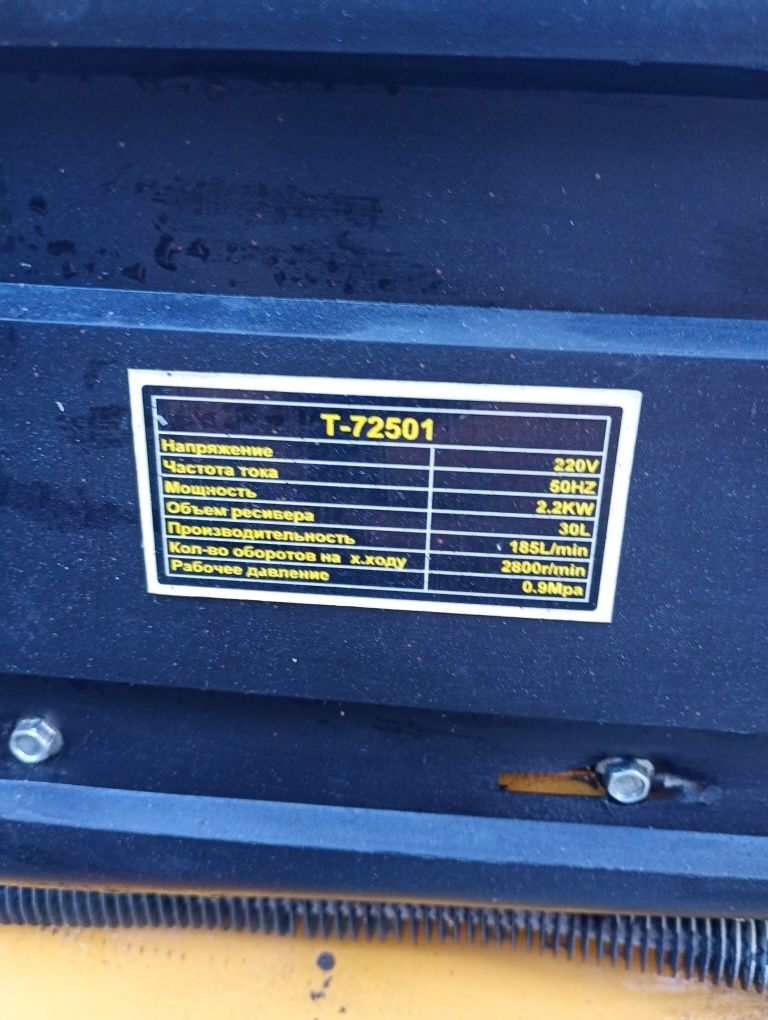 T-72501
Напряжение 220V
Частота тока 50HZ
Мощность 2.2KW
Объем ресивера 30L
Производительность 185L/min
Кол-во оборотов на х.ходу 2800r/min
Рабочее давление 0.9Mpa